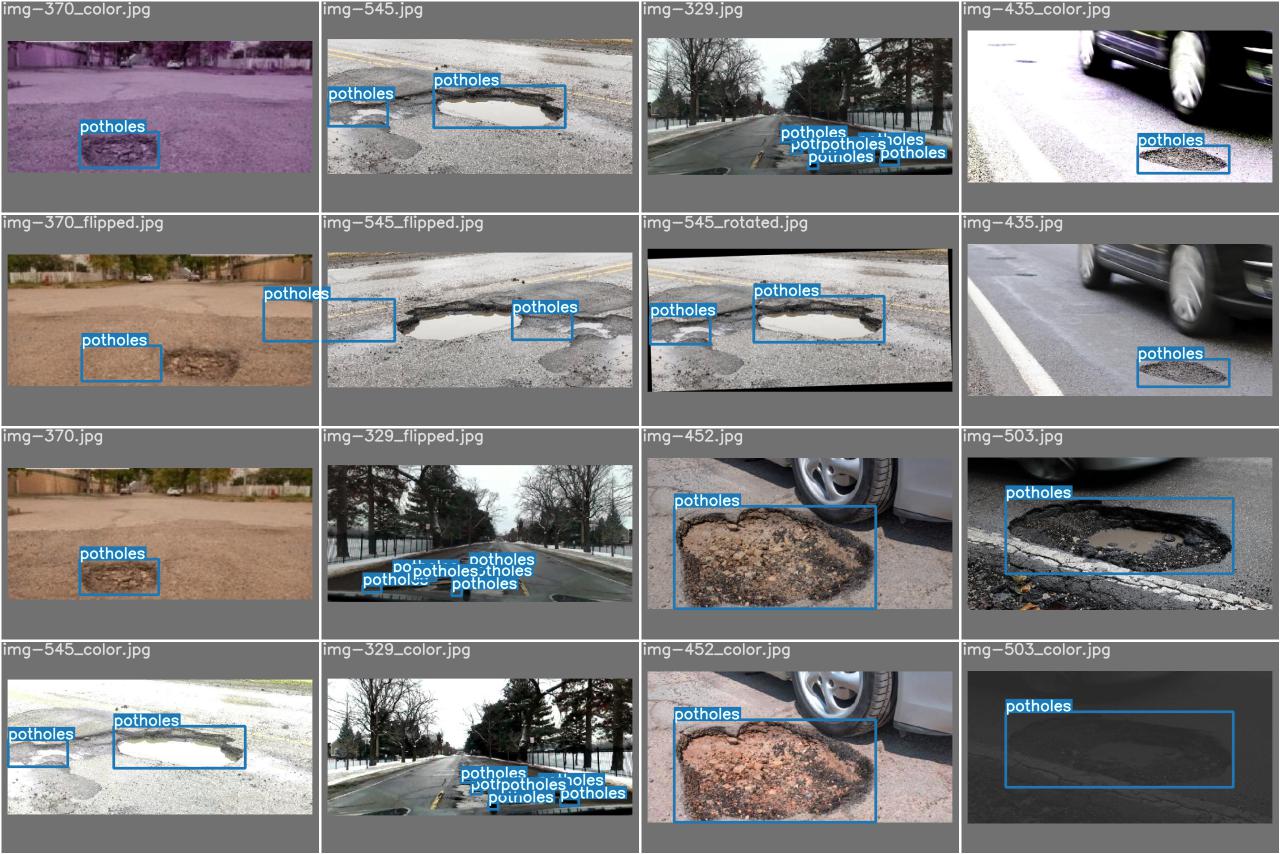 img-370_color.jpg
potholes
img-545.jpg
potholes
potholes
img-329.jpg
potholes
potholes
potholes
potholes
potholes
img-435_color.jpg
potholes
img-370_flipped.jpg
potholes
img-545_flipped.jpg
potholes
potholes
img-545_rotated.jpg
potholes
potholes
img-435.jpg
potholes
img-370.jpg
potholes
img-329_flipped.jpg
potholes
potholes
potholes
potholes
img-452.jpg
potholes
img-503.jpg
potholes
img-545_color.jpg
potholes
potholes
img-329_color.jpg
potholes
potholes
potholes
potholes
img-452_color.jpg
potholes
img-503_color.jpg
potholes